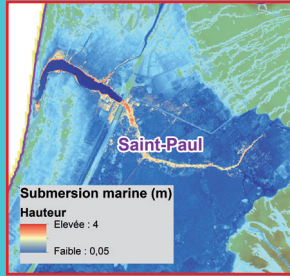 Saint-Paul
Submersion marine (m)
Hauteur
Elevée : 4
Faible : 0,05